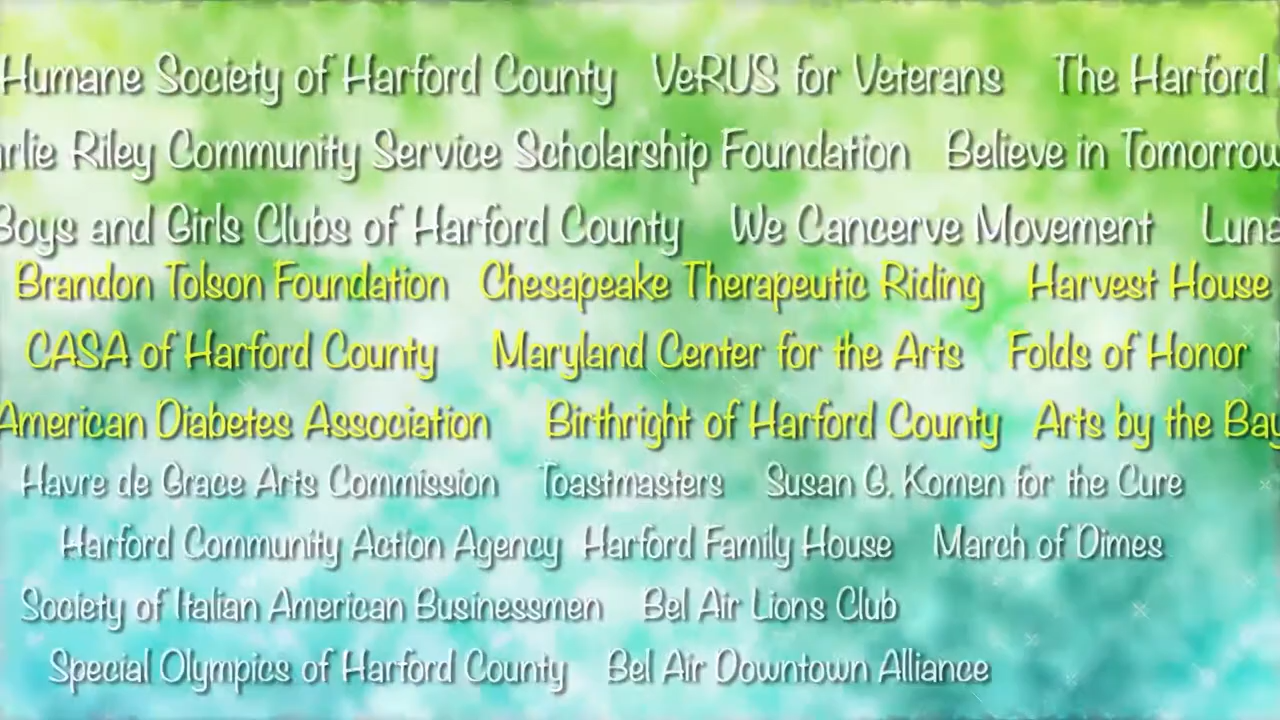 Humane Society of Harford County VeRUS for Veterans The Harford
Riley Community Service Scholarship Foundation Believe in Tomorrow
Boys and Girls Clubs of Harford County We Cancerve Movement
Brandon Tolson Foundation Chesapeake Therapeutic Riding Harvest House
CASA of Harford County Maryland Center for the Arts Folds of Honor
American Diabetes Association Birthright of Harford County Arts by the Bay
Havre de Grace Arts Commission Toastmasters Susan G. Komen for the Cure
Harford Community Action Agency Harford Family House March of Dimes
Society of Italian American Businessmen Bel Air Lions Club
Special Olympics of Harford County Bel Air Downtown Alliance